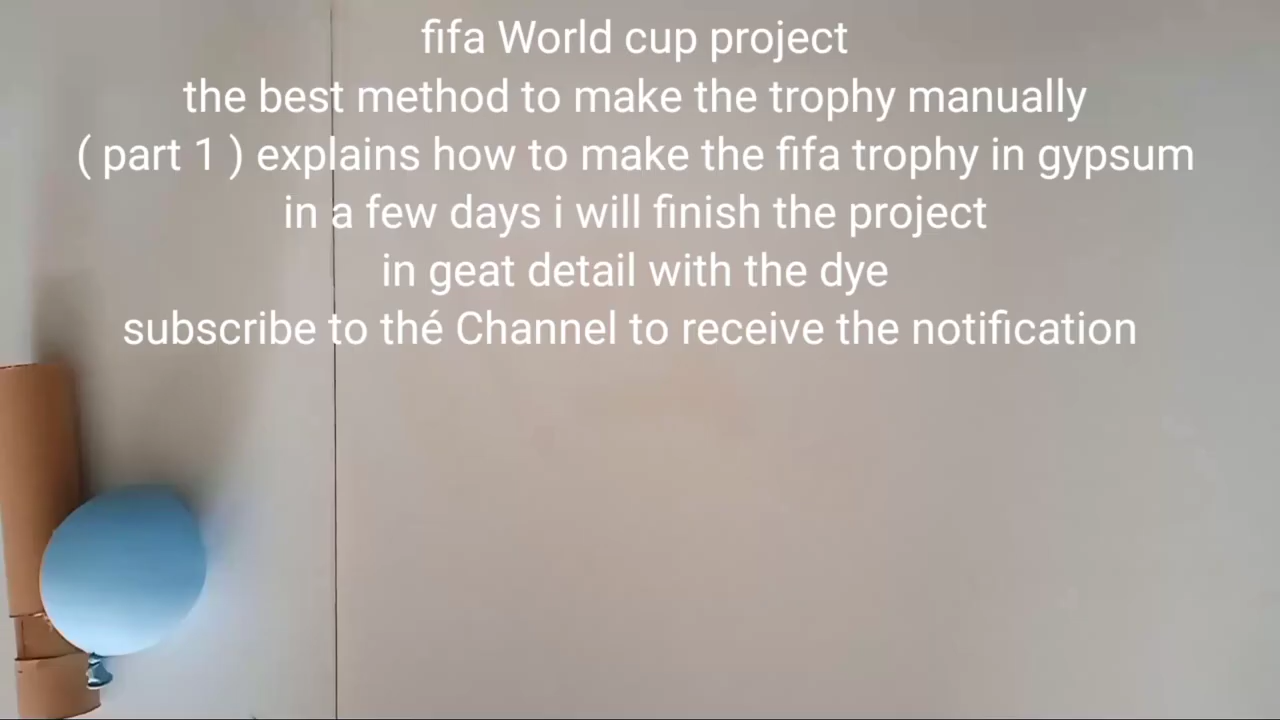 fifa World cup project
the best method to make the trophy manually
( part 1 ) explains how to make the fifa trophy in gypsum
in a few days i will finish the project
in geat detail with the dye
subscribe to thé Channel to receive the notification